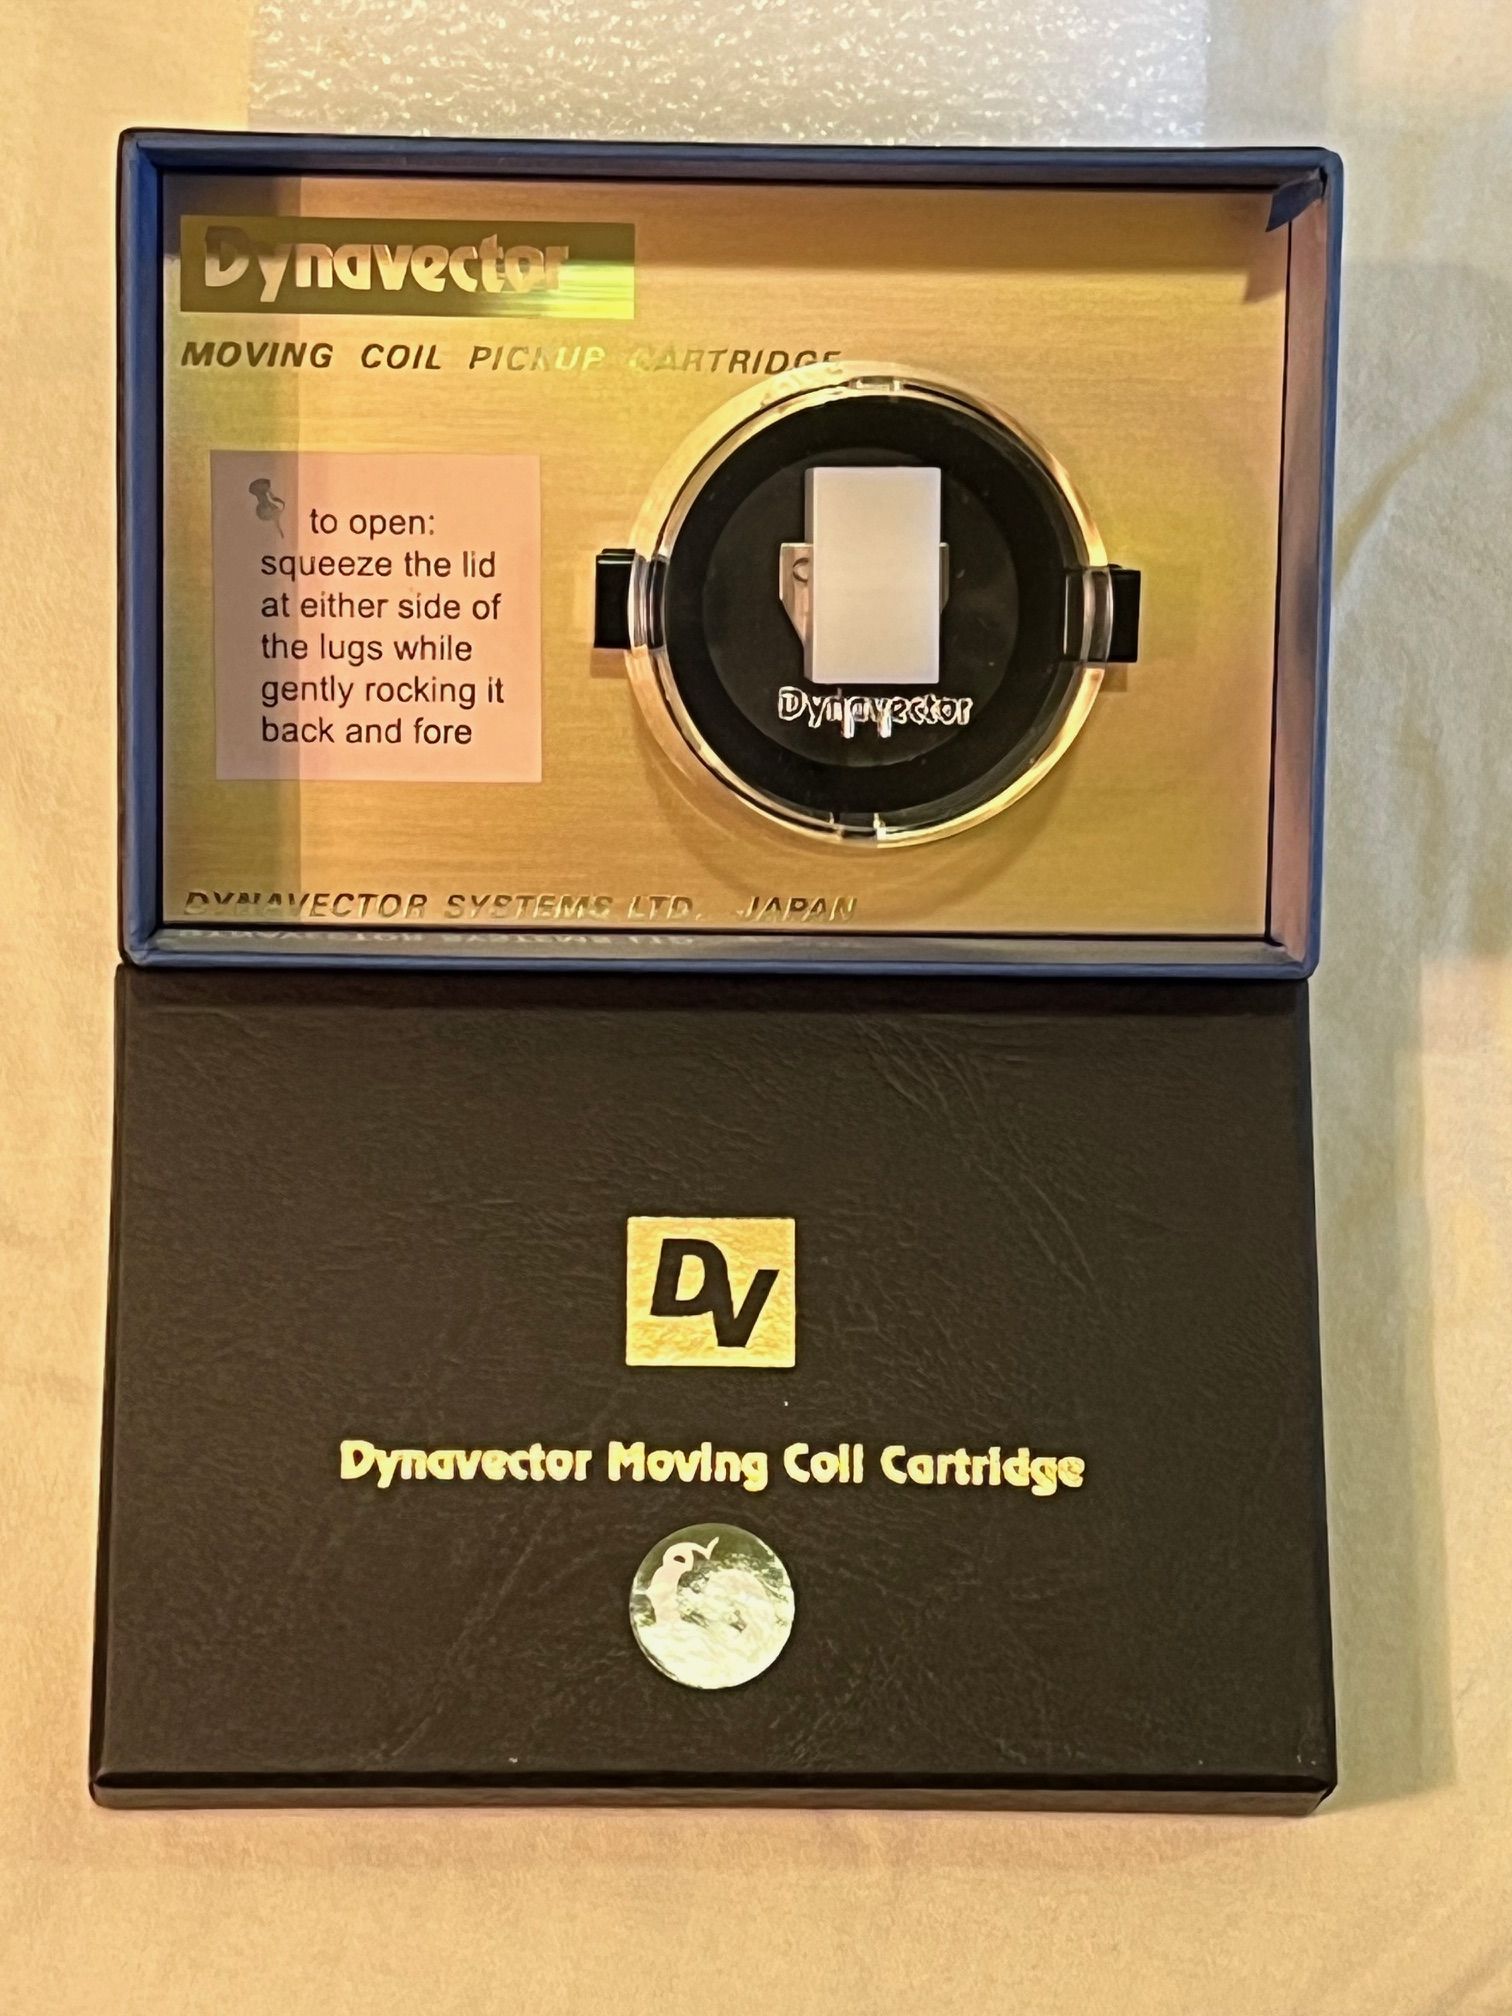 Dynavector
MOVING COIL PICKUP CARTRIDGE
to open:
squeeze the lid
at either side of
the lugs while
gently rocking it
back and fore
Dynavector
DYNAVECTOR SYSTEMS LTD. JAPAN
DV
Dynavector Moving Coil Cartridge